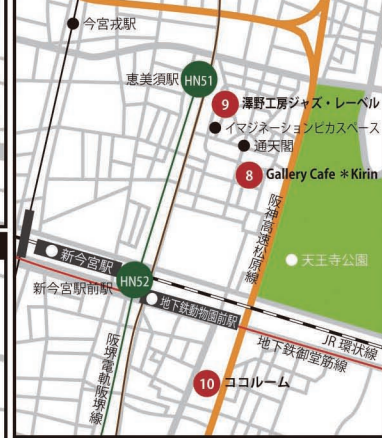 今宮戎駅
恵美須駅
HN51
9 澤野工房ジャズ・レーベル
イマジネーションピカスペース
通天閣
8 Gallery Cafe *Kirin
阪神高速松原線
天王寺公園
新今宮駅
新今宮駅前駅
HN52
地下鉄動物園前駅
JR 環状線
地下鉄御堂筋線
阪堺電軌阪堺線
10 ココルーム